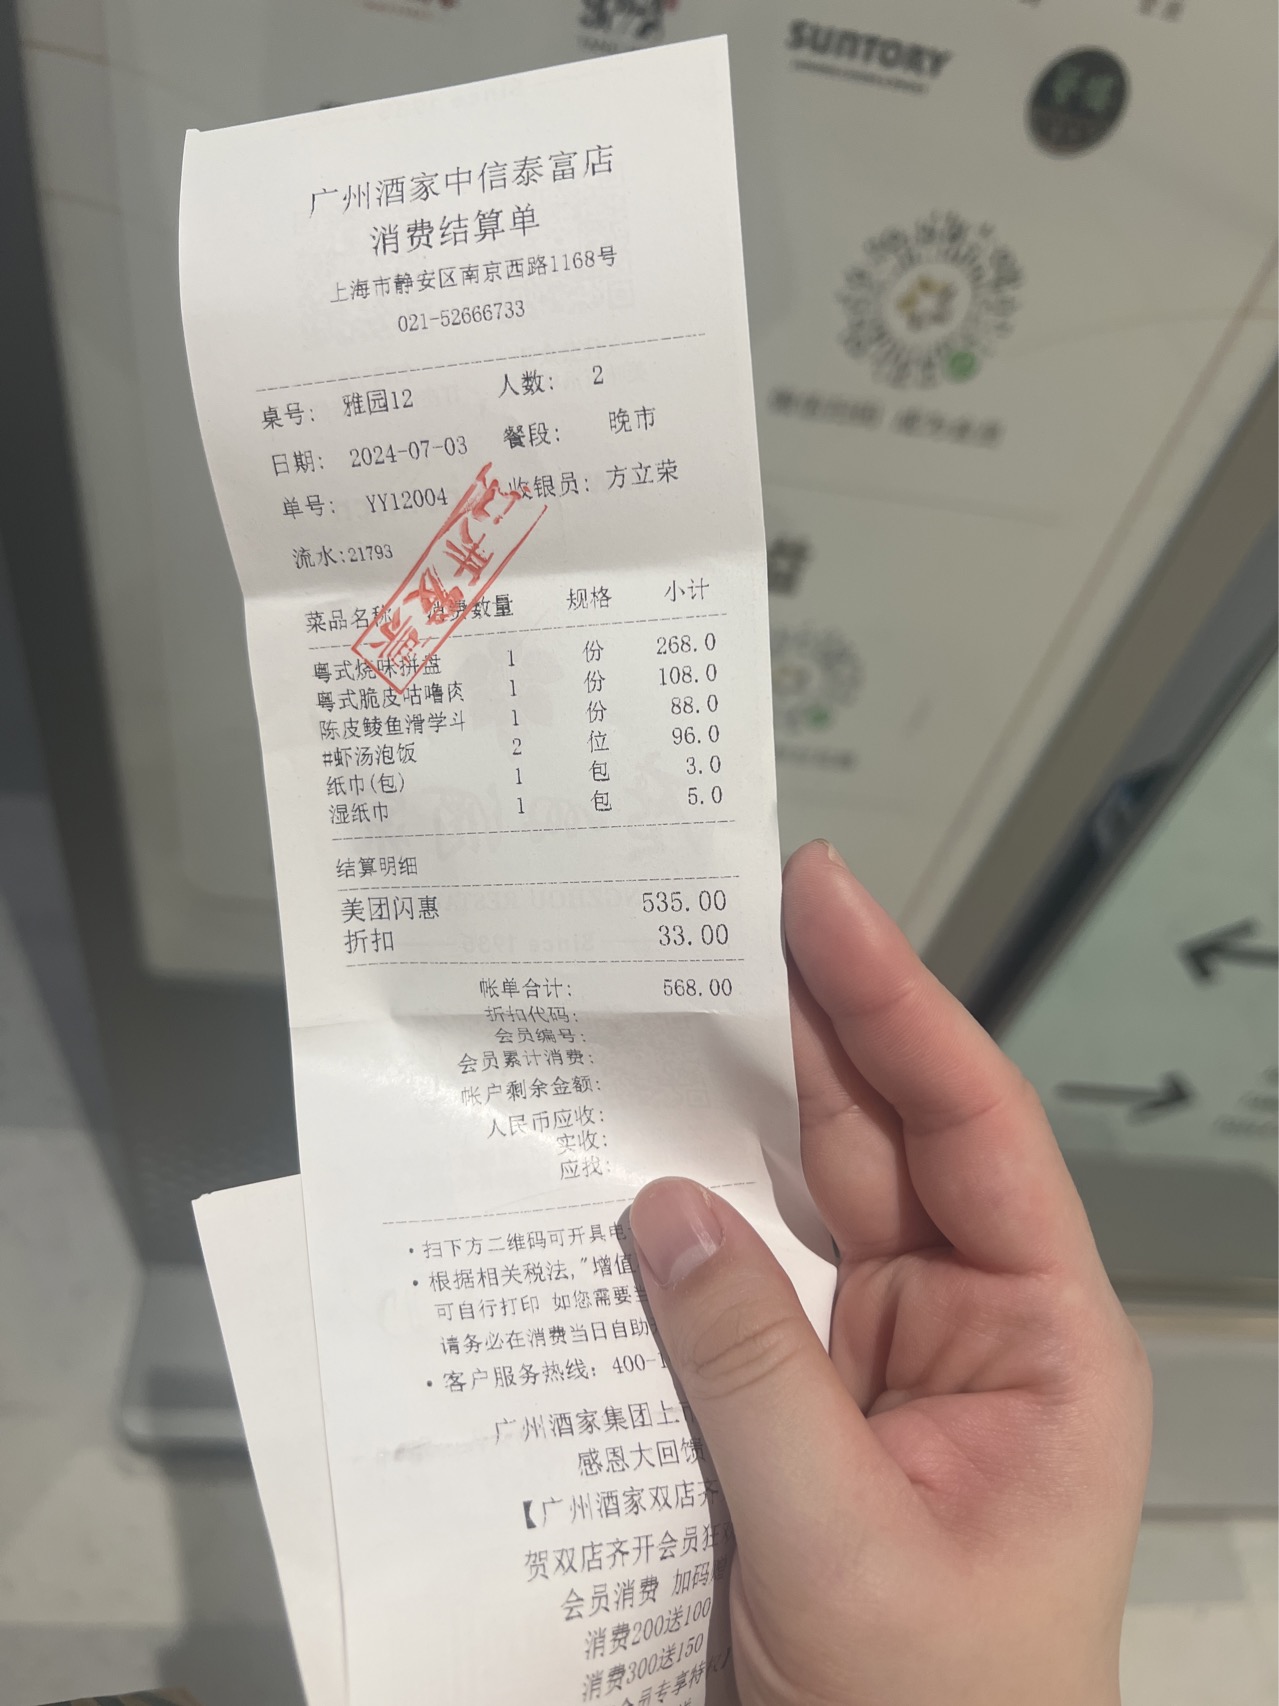 SUNTORY
广州酒家中信泰富店
消费结算单
上海市静安区南京西路1168号
021-52666733
桌号: 雅园12 人数: 2
日期: 2024-07-03 餐段: 晚市
单号: YY12004 收银员: 方立荣
流水:21793
已开发票
菜品名称 消费数量 规格 小计
粤式烧味拼盘 1 份 268.0
粤式脆皮咕噜肉 1 份 108.0
陈皮鲮鱼滑学斗 1 份 88.0
#虾汤泡饭 2 位 96.0
纸巾(包) 1 包 3.0
湿纸巾 1 包 5.0
结算明细
美团闪惠 535.00
折扣 33.00
帐单合计: 568.00
折扣代码:
会员编号:
会员累计消费:
帐户剩余金额:
人民币应收:
实收:
应找:
·扫下方二维码可开具电
·根据相关税法,"增值
可自行打印 如您需要
请务必在消费当日自助
·客户服务热线: 400-1
广州酒家集团上市
感恩大回馈
【广州酒家双店齐
贺双店齐开会员狂
会员消费 加码
消费200送100
消费300送150
会员专享特